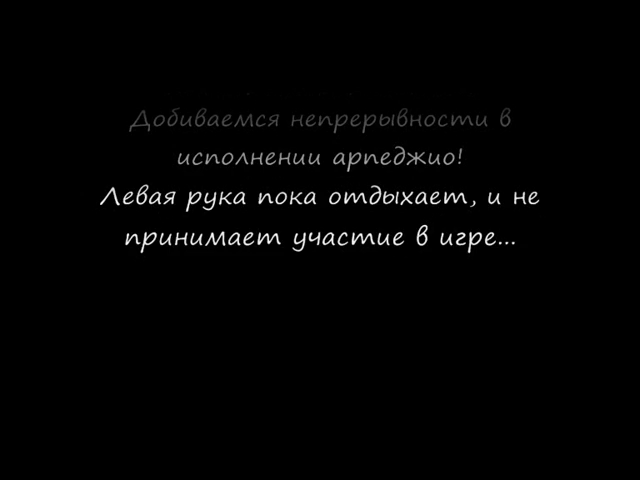 Добиваемся непрерывности в
исполнении арпеджио!
Левая рука пока отдыхает, и не
принимает участие в игре...